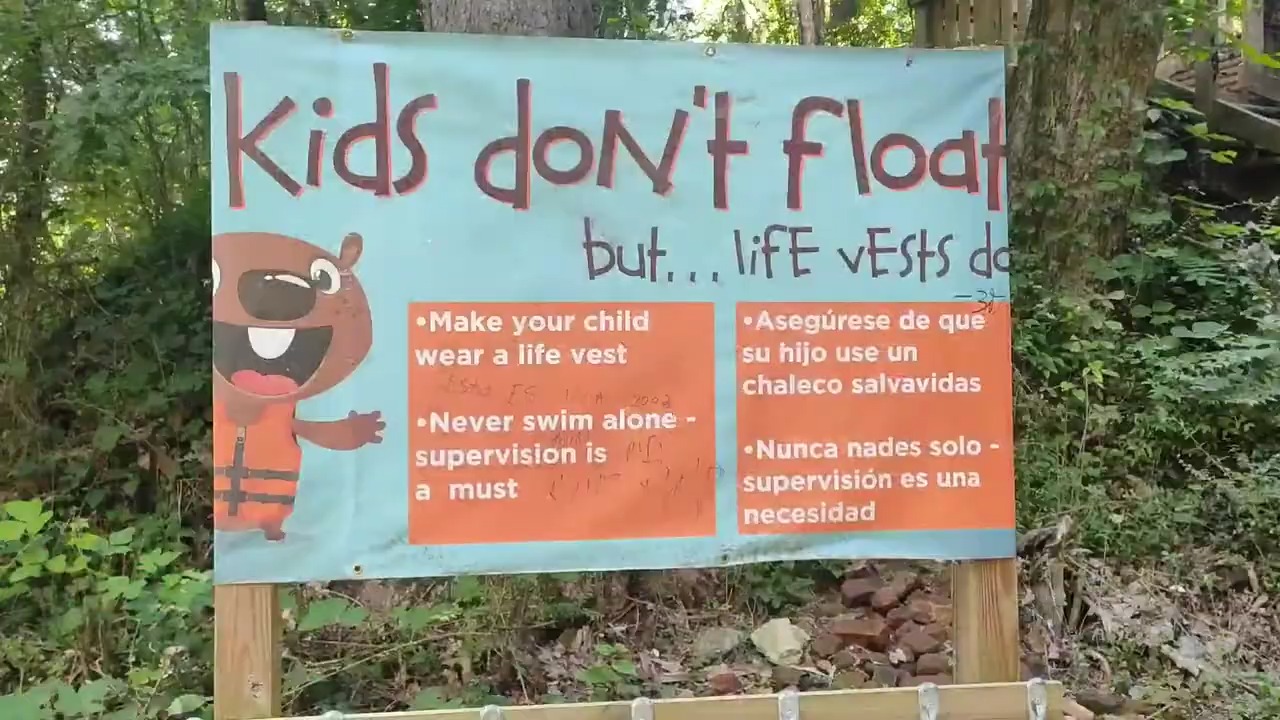 Kids don't float
but... life vests do
•Make your child
wear a life vest
•Never swim alone -
supervision is
a must
•Asegúrese de que
su hijo use un
chaleco salvavidas
•Nunca nades solo -
supervisión es una
necesidad